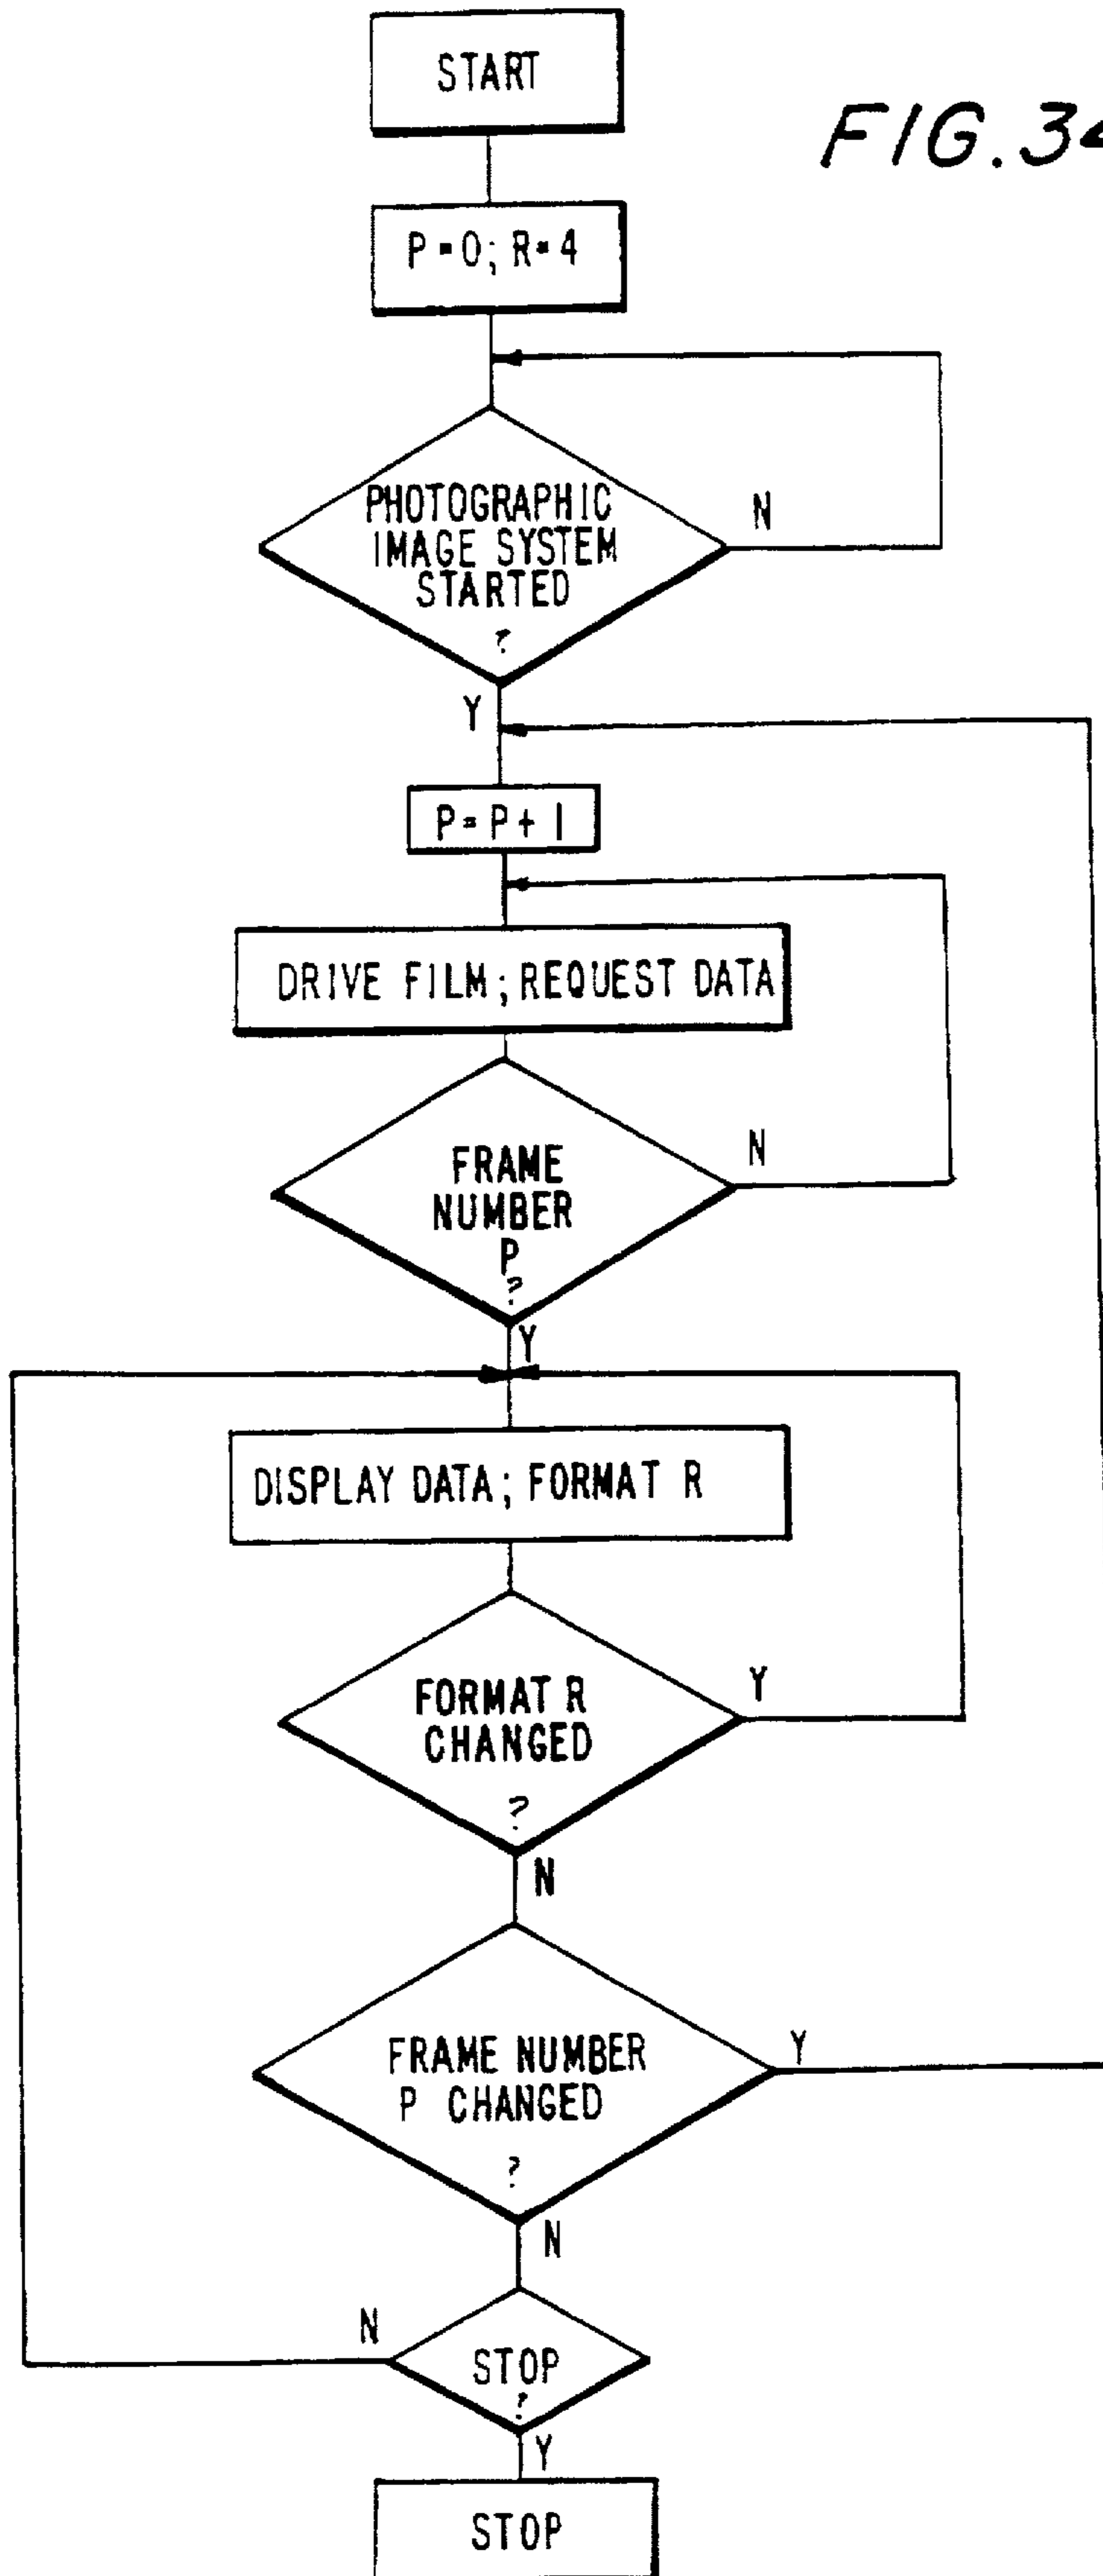 START
FIG. 34
P=0; R=4
PHOTOGRAPHIC
IMAGE SYSTEM
STARTED
?
N
Y
P=P+1
DRIVE FILM; REQUEST DATA
FRAME
NUMBER
P
?
N
Y
DISPLAY DATA; FORMAT R
FORMAT R
CHANGED
?
Y
N
FRAME NUMBER
P CHANGED
?
Y
N
STOP
?
N
Y
STOP